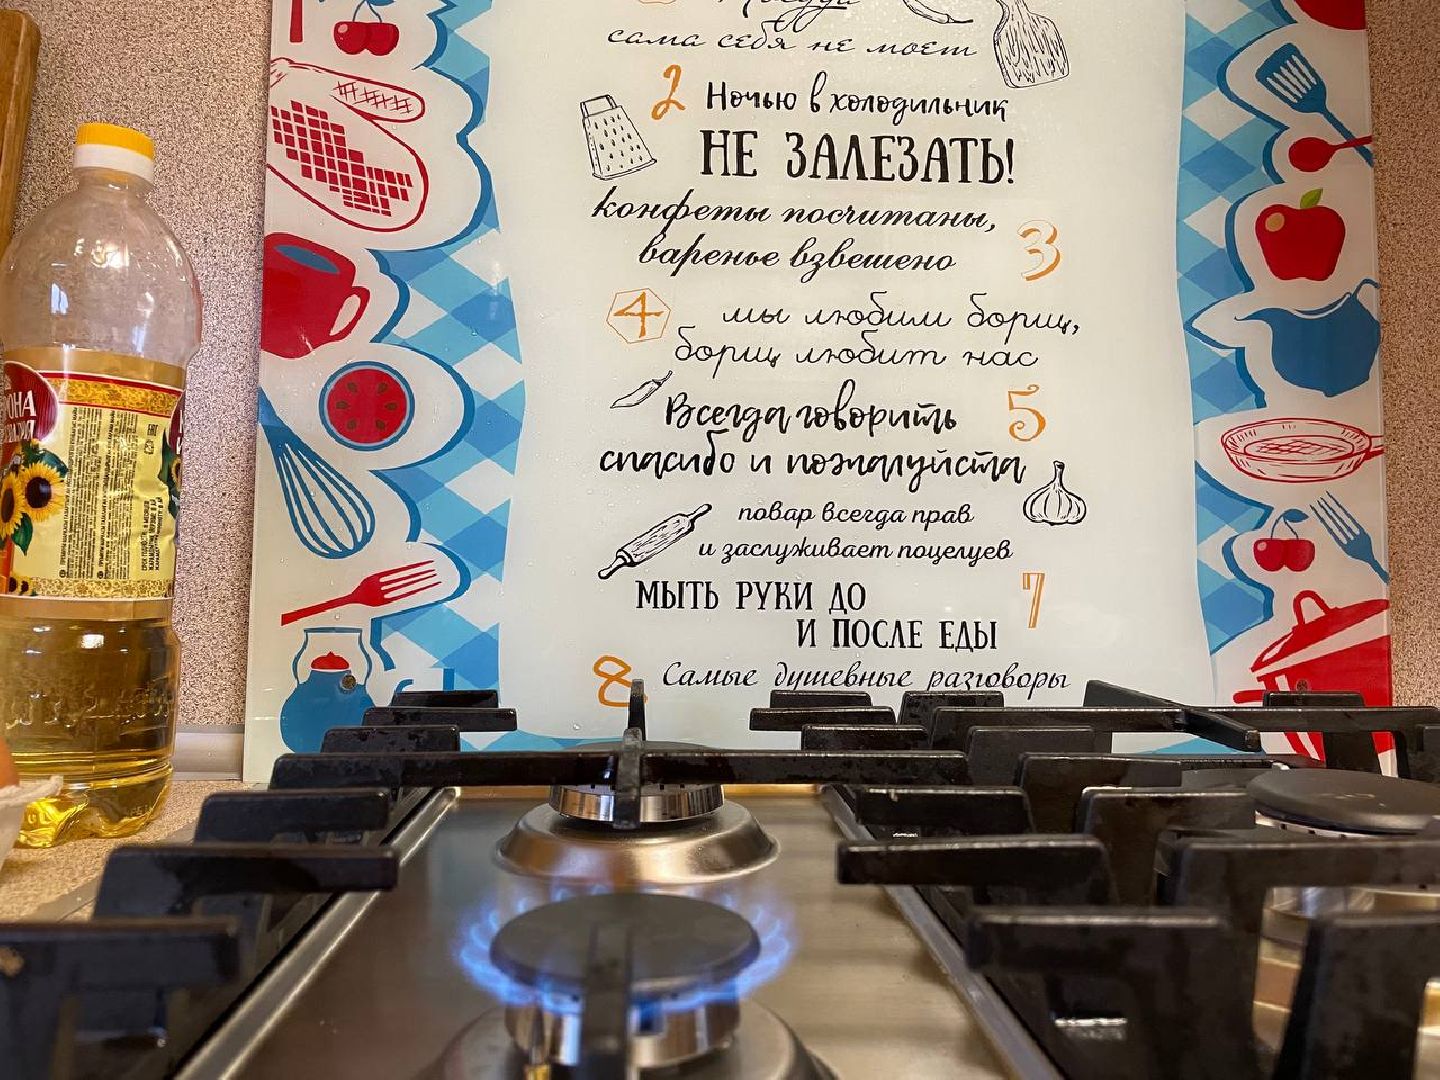 Посуда
сама себя не моет
2 Ночью в холодильник
НЕ ЗАЛЕЗАТЬ!
конфеты посчитаны,
варенье взвешено 3
4 мы любим борщ,
борщ любит нас
Всегда говорить 5
спасибо и пожалуйста
повар всегда прав
и заслуживает поцелуев
МЫТЬ РУКИ ДО 7
И ПОСЛЕ ЕДЫ
8 Самые душевные разговоры